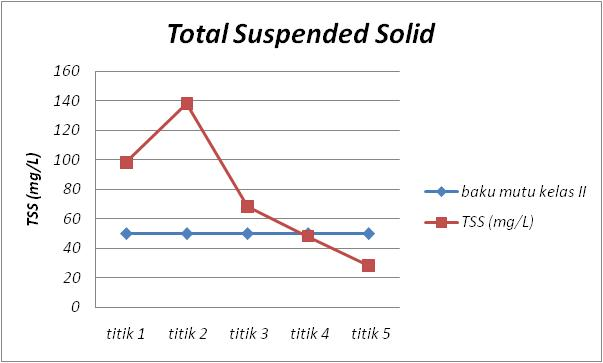 Total Suspended Solid
TSS (mg/L)
160
140
120
100
80
60
40
20
0
titik 1 titik 2 titik 3 titik 4 titik 5
baku mutu kelas II
TSS (mg/L)